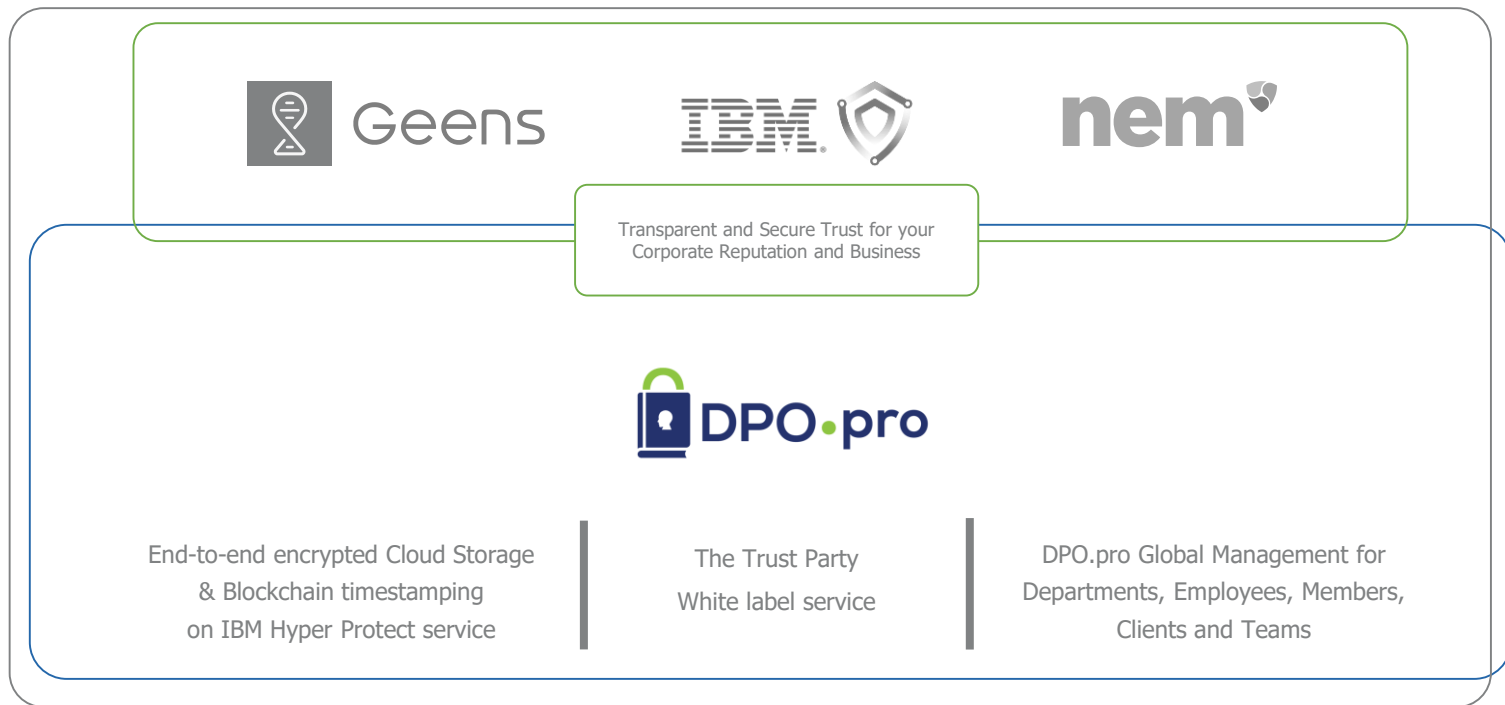 Geens
IBM®
nem
Transparent and Secure Trust for your
Corporate Reputation and Business
DPO.pro
End-to-end encrypted Cloud Storage
& Blockchain timestamping
on IBM Hyper Protect service
The Trust Party
White label service
DPO.pro Global Management for
Departments, Employees, Members,
Clients and Teams